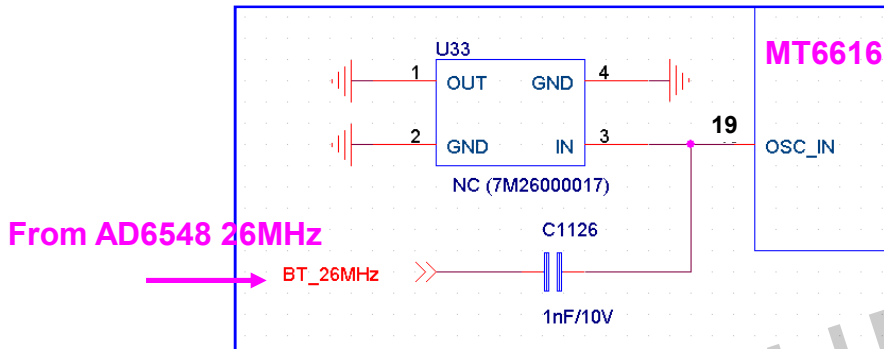 U33
MT6616
1
OUT
GND
4
2
GND
IN
3
19
OSC_IN
NC (7M26000017)
From AD6548 26MHz
C1126
BT_26MHz
1nF/10V